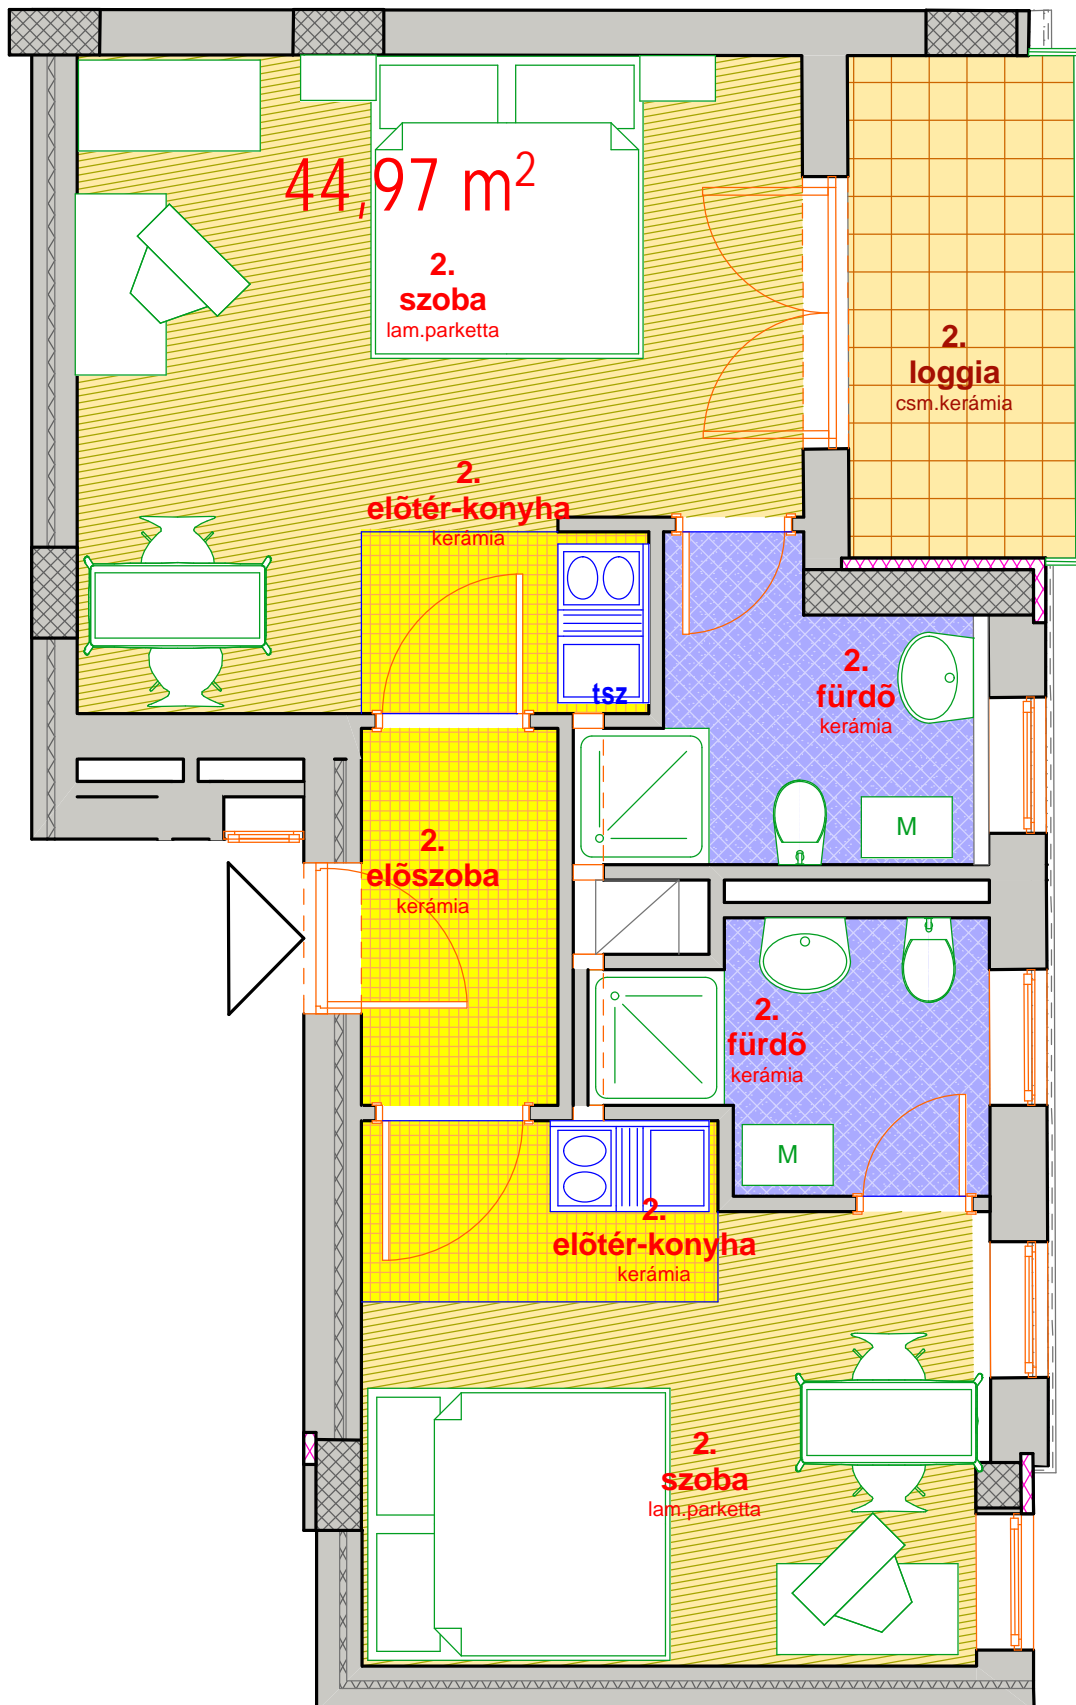 44,97 m²
2.
szoba
lam.parketta
2.
loggia
csm.kerámia
2.
elõtér-konyha
kerámia
tsz
2.
fürdõ
kerámia
M
2.
elõszoba
kerámia
2.
fürdõ
kerámia
M
2.
elõtér-konyha
kerámia
2.
szoba
lam.parketta